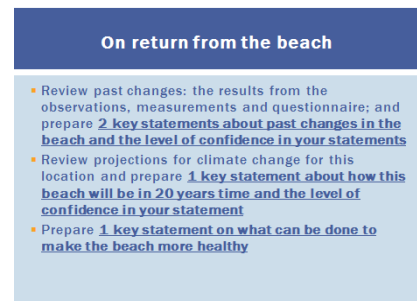 On return from the beach
Review past changes: the results from the
observations, measurements and questionnaire; and
prepare 2 key statements about past changes in the
beach and the level of confidence in your statements
Review projections for climate change for this
location and prepare 1 key statement about how this
beach will be in 20 years time and the level of
confidence in your statement
Prepare 1 key statement on what can be done to
make the beach more healthy